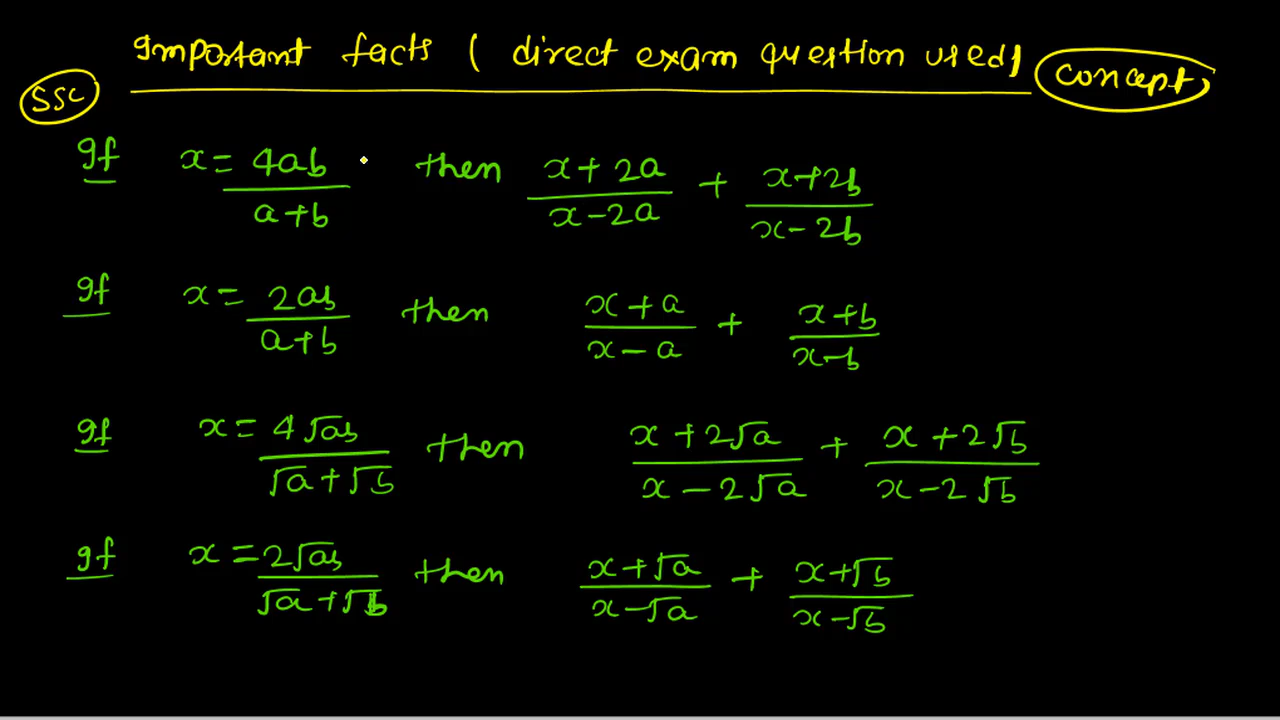 Important facts ( direct exam question used) concept
SSC
If x = 4ab / a+b then x+2a / x-2a + x+2b / x-2b
If x = 2ab / a+b then x+a / x-a + x+b / x-b
If x = 4√ab / √a+√b then x+2√a / x-2√a + x+2√b / x-2√b
If x = 2√ab / √a+√b then x+√a / x-√a + x+√b / x-√b